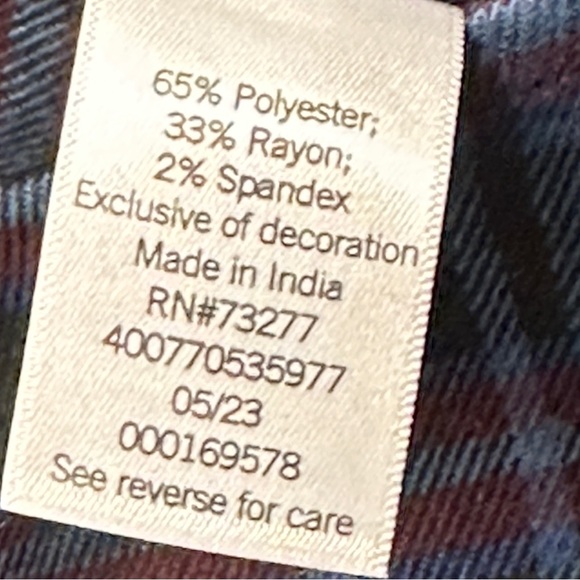 65% Polyester;
33% Rayon;
2% Spandex
Exclusive of decoration
Made in India
RN#73277
400770535977
05/23
000169578
See reverse for care